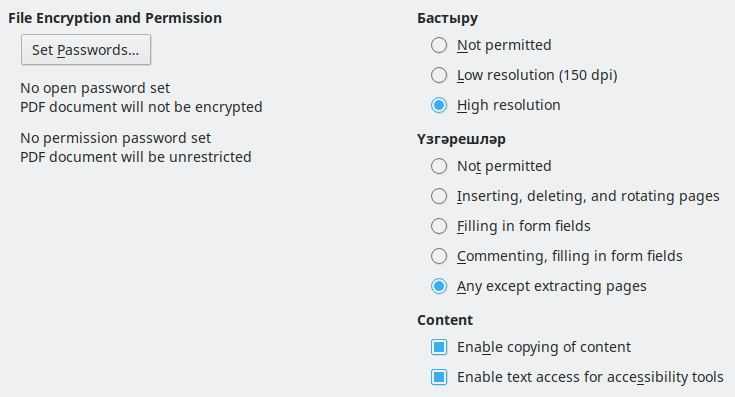 File Encryption and Permission
Set Passwords...
No open password set
PDF document will not be encrypted
No permission password set
PDF document will be unrestricted
Бастыру
Not permitted
Low resolution (150 dpi)
High resolution
Үзгәрешләр
Not permitted
Inserting, deleting, and rotating pages
Filling in form fields
Commenting, filling in form fields
Any except extracting pages
Content
Enable copying of content
Enable text access for accessibility tools